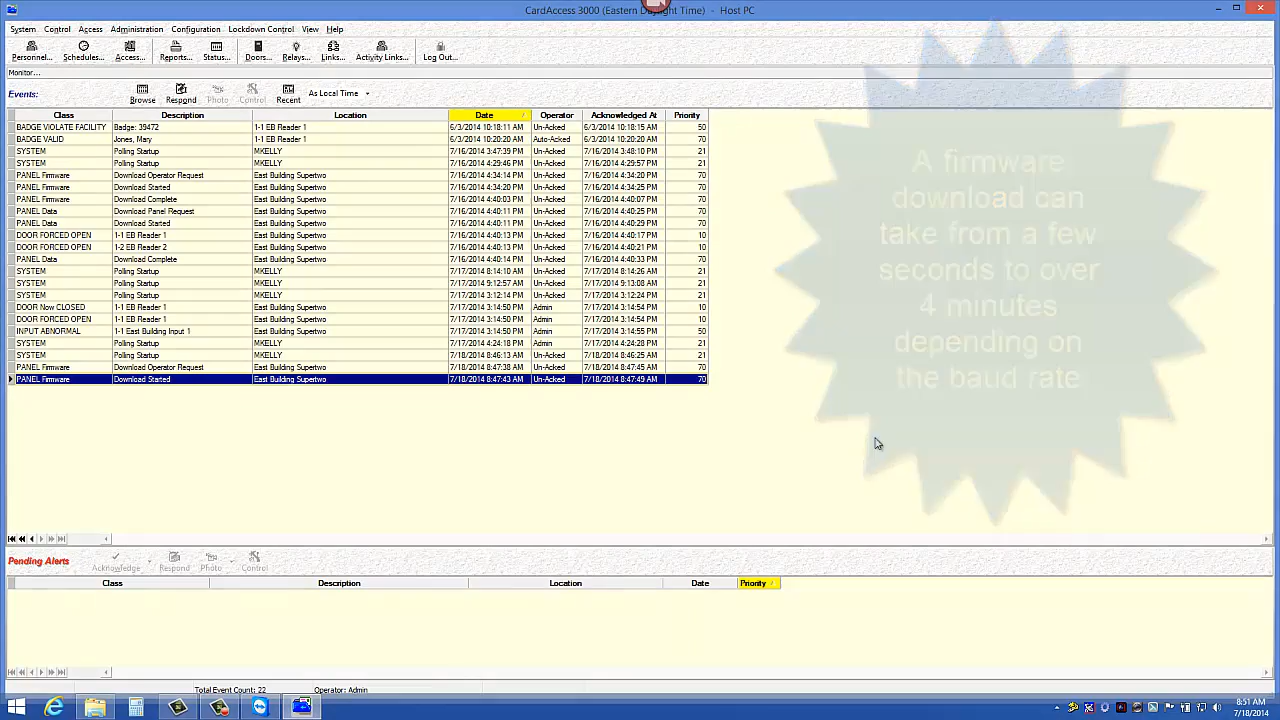 CardAccess 3000 (Eastern Daylight Time) - Host PC
System Control Access Administration Configuration Lockdown Control View Help
Personnel... Schedules... Access... Reports... Status... Doors... Relays... Links... Activity Links... Log Out...
Monitor...
Events: Browse Respond Photo Control Recent As Local Time
Class Description Location Date Operator Acknowledged At Priority
BADGE VIOLATE FACILITY Badge: 39472 1-1 EB Reader 1 6/3/2014 10:18:11 AM Un-Acked 6/3/2014 10:18:15 AM 50
BADGE VALID Jones, Mary 1-1 EB Reader 1 6/3/2014 10:20:20 AM Auto-Acked 6/3/2014 10:20:20 AM 70
SYSTEM Polling Startup MKELLY 7/16/2014 3:47:39 PM Un-Acked 7/16/2014 3:48:10 PM 21
SYSTEM Polling Startup MKELLY 7/16/2014 4:29:46 PM Un-Acked 7/16/2014 4:29:57 PM 21
PANEL Firmware Download Operator Request East Building Supertwo 7/16/2014 4:34:14 PM Un-Acked 7/16/2014 4:34:20 PM 70
PANEL Firmware Download Started East Building Supertwo 7/16/2014 4:34:20 PM Un-Acked 7/16/2014 4:34:25 PM 70
PANEL Firmware Download Complete East Building Supertwo 7/16/2014 4:40:03 PM Un-Acked 7/16/2014 4:40:07 PM 70
PANEL Data Download Panel Request East Building Supertwo 7/16/2014 4:40:11 PM Un-Acked 7/16/2014 4:40:25 PM 70
PANEL Data Download Started East Building Supertwo 7/16/2014 4:40:11 PM Un-Acked 7/16/2014 4:40:29 PM 70
DOOR FORCED OPEN 1-1 EB Reader 1 East Building Supertwo 7/16/2014 4:40:13 PM Un-Acked 7/16/2014 4:40:17 PM 10
DOOR FORCED OPEN 1-2 EB Reader 2 East Building Supertwo 7/16/2014 4:40:13 PM Un-Acked 7/16/2014 4:40:21 PM 10
PANEL Data Download Complete East Building Supertwo 7/16/2014 4:40:14 PM Un-Acked 7/16/2014 4:40:33 PM 70
SYSTEM Polling Startup MKELLY 7/17/2014 8:14:10 AM Un-Acked 7/17/2014 8:14:26 AM 21
SYSTEM Polling Startup MKELLY 7/17/2014 9:12:57 AM Un-Acked 7/17/2014 9:13:08 AM 21
SYSTEM Polling Startup MKELLY 7/17/2014 3:12:14 PM Un-Acked 7/17/2014 3:12:24 PM 21
DOOR Now CLOSED 1-1 EB Reader 1 East Building Supertwo 7/17/2014 3:14:50 PM Admin 7/17/2014 3:14:54 PM 10
DOOR FORCED OPEN 1-1 EB Reader 1 East Building Supertwo 7/17/2014 3:14:50 PM Admin 7/17/2014 3:14:54 PM 10
INPUT ABNORMAL 1-1 East Building Input 1 East Building Supertwo 7/17/2014 3:14:50 PM Admin 7/17/2014 3:14:55 PM 50
SYSTEM Polling Startup MKELLY 7/17/2014 4:24:18 PM Admin 7/17/2014 4:24:28 PM 21
SYSTEM Polling Startup MKELLY 7/18/2014 8:46:13 AM Un-Acked 7/18/2014 8:46:25 AM 21
PANEL Firmware Download Operator Request East Building Supertwo 7/18/2014 8:47:38 AM Un-Acked 7/18/2014 8:47:45 AM 70
PANEL Firmware Download Started East Building Supertwo 7/18/2014 8:47:43 AM Un-Acked 7/18/2014 8:47:49 AM 70
A firmware
download can
take from a few
seconds to over
4 minutes
depending on
the baud rate
Pending Alerts Acknowledge Respond Photo Control
Class Description Location Date Priority
Total Event Count: 22 Operator: Admin
8:51 AM
7/18/2014